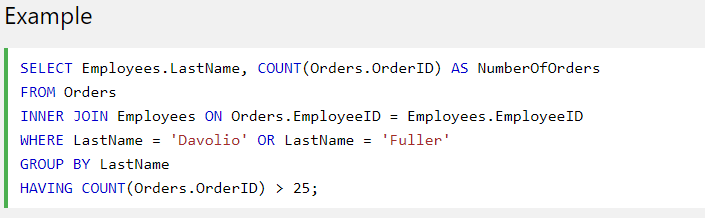 Example
SELECT Employees.LastName, COUNT(Orders.OrderID) AS NumberOfOrders
FROM Orders
INNER JOIN Employees ON Orders.EmployeeID = Employees.EmployeeID
WHERE LastName = 'Davolio' OR LastName = 'Fuller'
GROUP BY LastName
HAVING COUNT(Orders.OrderID) > 25;